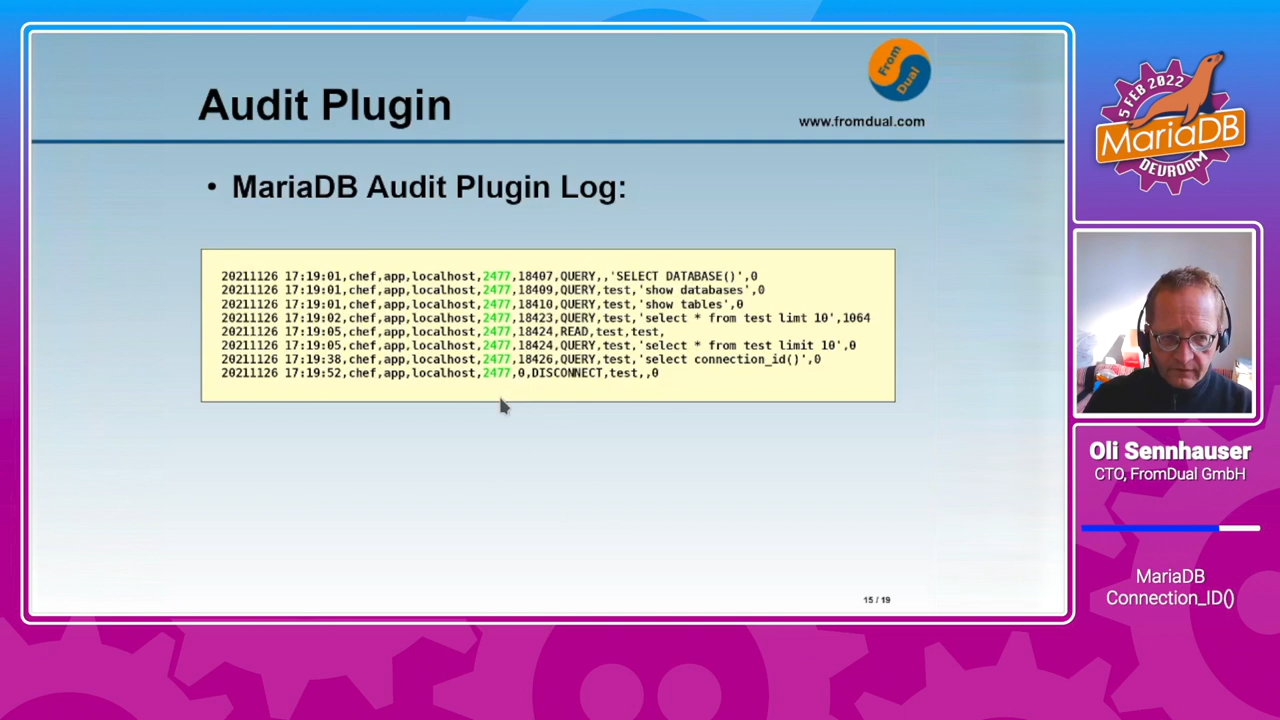 Audit Plugin
From
Dual
www.fromdual.com
• MariaDB Audit Plugin Log:
20211126 17:19:01,chef,app,localhost,2477,18407,QUERY,,'SELECT DATABASE()',0
20211126 17:19:01,chef,app,localhost,2477,18409,QUERY,test,'show databases',0
20211126 17:19:01,chef,app,localhost,2477,18410,QUERY,test,'show tables',0
20211126 17:19:02,chef,app,localhost,2477,18423,QUERY,test,'select * from test limt 10',1064
20211126 17:19:05,chef,app,localhost,2477,18424,READ,test,test,
20211126 17:19:05,chef,app,localhost,2477,18424,QUERY,test,'select * from test limit 10',0
20211126 17:19:38,chef,app,localhost,2477,18426,QUERY,test,'select connection_id()',0
20211126 17:19:52,chef,app,localhost,2477,0,DISCONNECT,test,,0
15 / 19
5 FEB 2022
MariaDB
DEVROOM
Oli Sennhauser
CTO, FromDual GmbH
MariaDB
Connection_ID()